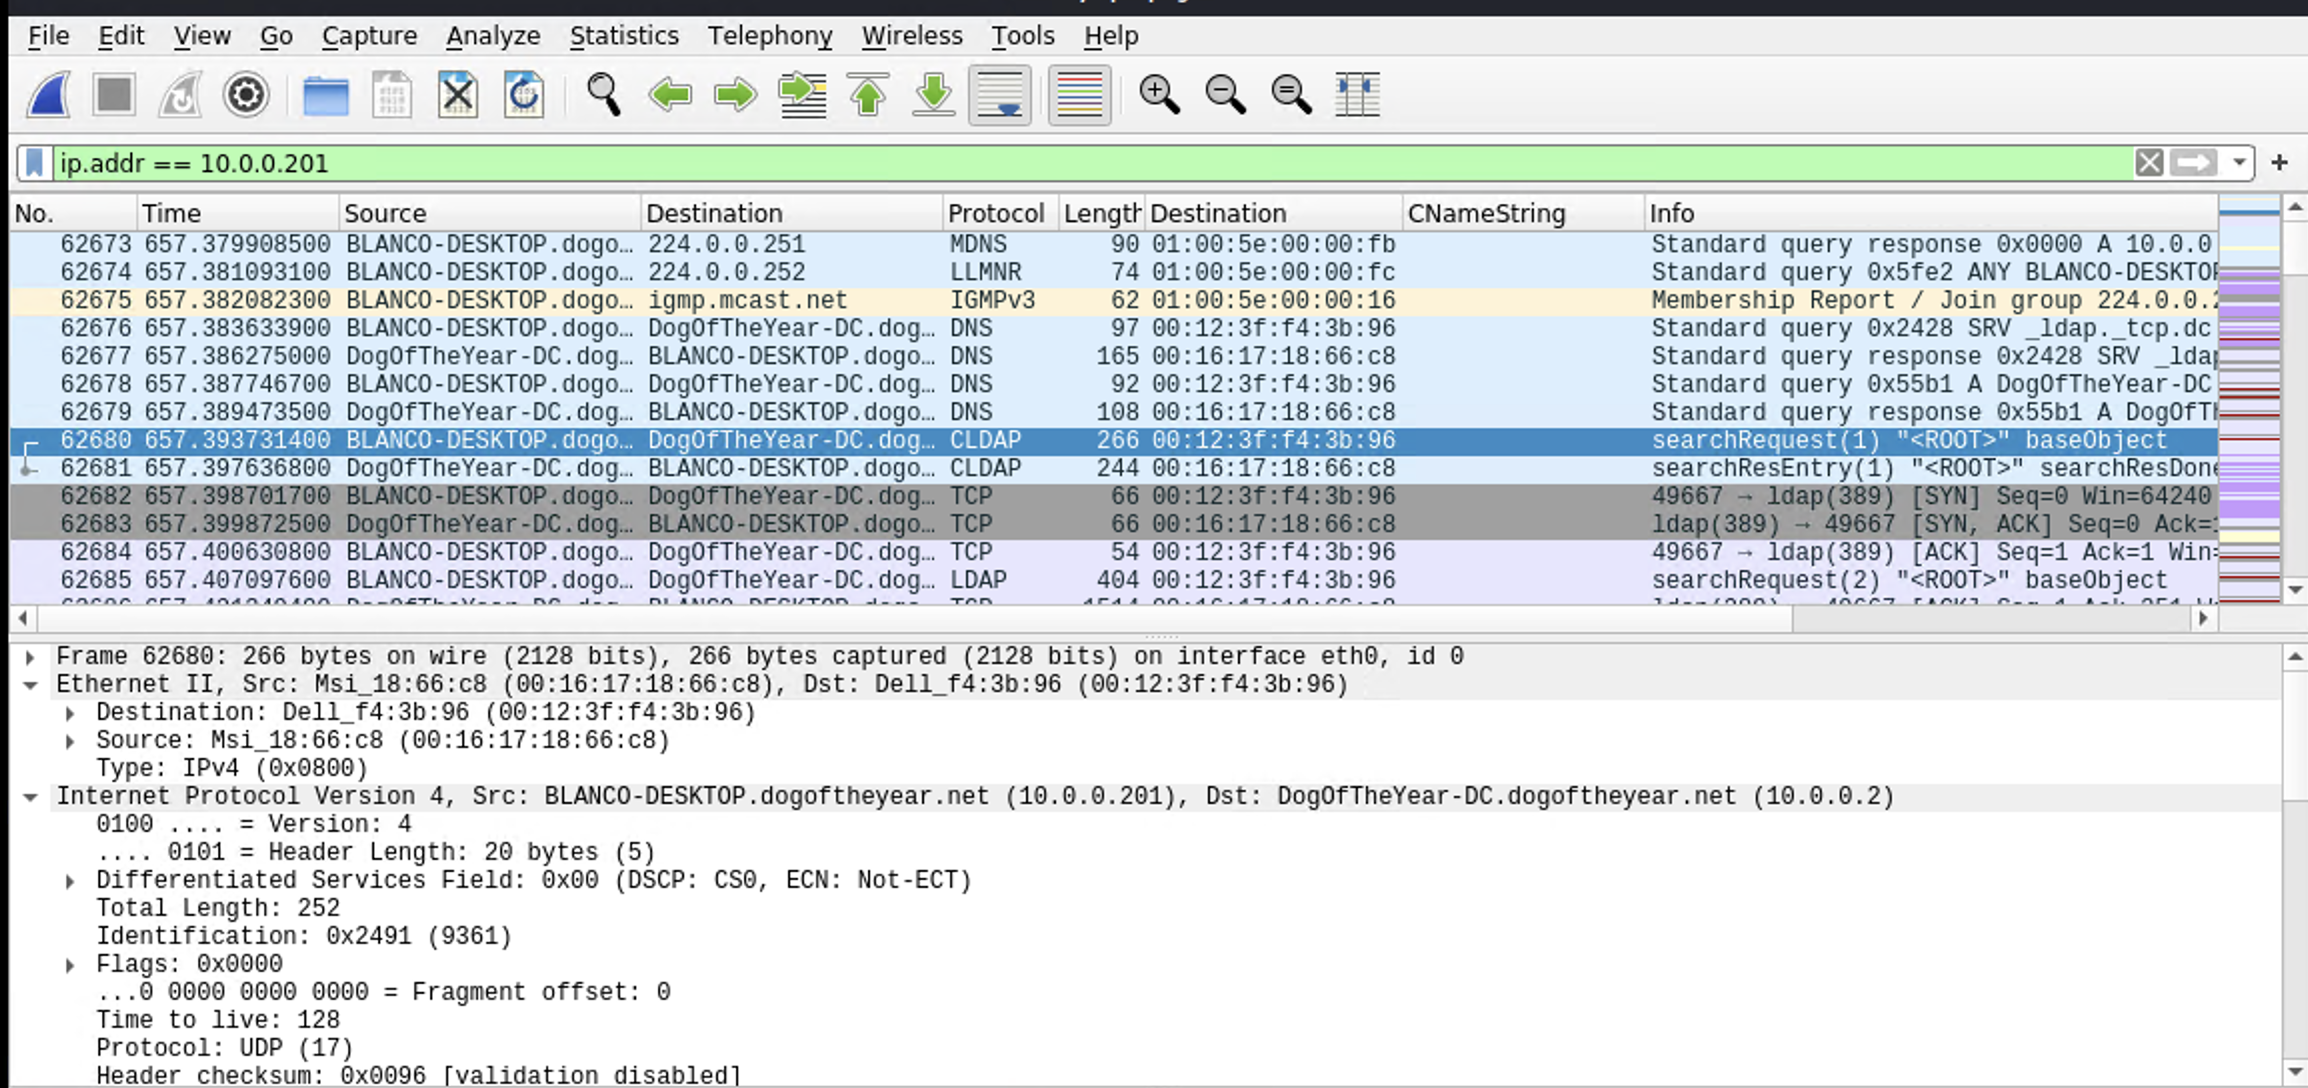 File Edit View Go Capture Analyze Statistics Telephony Wireless Tools Help
ip.addr == 10.0.0.201
No. Time Source Destination Protocol Length Destination CNameString Info
62673 657.379908500 BLANCO-DESKTOP.dogo… 224.0.0.251 MDNS 90 01:00:5e:00:00:fb Standard query response 0x0000 A 10.0.0
62674 657.381093100 BLANCO-DESKTOP.dogo… 224.0.0.252 LLMNR 74 01:00:5e:00:00:fc Standard query 0x5fe2 ANY BLANCO-DESKTOP
62675 657.382082300 BLANCO-DESKTOP.dogo… igmp.mcast.net IGMPv3 62 01:00:5e:00:00:16 Membership Report / Join group 224.0.0.2
62676 657.383633900 BLANCO-DESKTOP.dogo… DogOfTheYear-DC.dog… DNS 97 00:12:3f:f4:3b:96 Standard query 0x2428 SRV _ldap._tcp.dc
62677 657.386275000 DogOfTheYear-DC.dog… BLANCO-DESKTOP.dogo… DNS 165 00:16:17:18:66:c8 Standard query response 0x2428 SRV _ldap
62678 657.387746700 BLANCO-DESKTOP.dogo… DogOfTheYear-DC.dog… DNS 92 00:12:3f:f4:3b:96 Standard query 0x55b1 A DogOfTheYear-DC
62679 657.389473500 DogOfTheYear-DC.dog… BLANCO-DESKTOP.dogo… DNS 108 00:16:17:18:66:c8 Standard query response 0x55b1 A DogOfTh
62680 657.393731400 BLANCO-DESKTOP.dogo… DogOfTheYear-DC.dog… CLDAP 266 00:12:3f:f4:3b:96 searchRequest(1) "<ROOT>" baseObject
62681 657.397636800 DogOfTheYear-DC.dog… BLANCO-DESKTOP.dogo… CLDAP 244 00:16:17:18:66:c8 searchResEntry(1) "<ROOT>" searchResDone
62682 657.398701700 BLANCO-DESKTOP.dogo… DogOfTheYear-DC.dog… TCP 66 00:12:3f:f4:3b:96 49667 → ldap(389) [SYN] Seq=0 Win=64240
62683 657.399872500 DogOfTheYear-DC.dog… BLANCO-DESKTOP.dogo… TCP 66 00:16:17:18:66:c8 ldap(389) → 49667 [SYN, ACK] Seq=0 Ack=1
62684 657.400630800 BLANCO-DESKTOP.dogo… DogOfTheYear-DC.dog… TCP 54 00:12:3f:f4:3b:96 49667 → ldap(389) [ACK] Seq=1 Ack=1 Win=
62685 657.407097600 BLANCO-DESKTOP.dogo… DogOfTheYear-DC.dog… LDAP 404 00:12:3f:f4:3b:96 searchRequest(2) "<ROOT>" baseObject
Frame 62680: 266 bytes on wire (2128 bits), 266 bytes captured (2128 bits) on interface eth0, id 0
Ethernet II, Src: Msi_18:66:c8 (00:16:17:18:66:c8), Dst: Dell_f4:3b:96 (00:12:3f:f4:3b:96)
Destination: Dell_f4:3b:96 (00:12:3f:f4:3b:96)
Source: Msi_18:66:c8 (00:16:17:18:66:c8)
Type: IPv4 (0x0800)
Internet Protocol Version 4, Src: BLANCO-DESKTOP.dogoftheyear.net (10.0.0.201), Dst: DogOfTheYear-DC.dogoftheyear.net (10.0.0.2)
0100 .... = Version: 4
.... 0101 = Header Length: 20 bytes (5)
Differentiated Services Field: 0x00 (DSCP: CS0, ECN: Not-ECT)
Total Length: 252
Identification: 0x2491 (9361)
Flags: 0x0000
...0 0000 0000 0000 = Fragment offset: 0
Time to live: 128
Protocol: UDP (17)
Header checksum: 0x0096 [validation disabled]